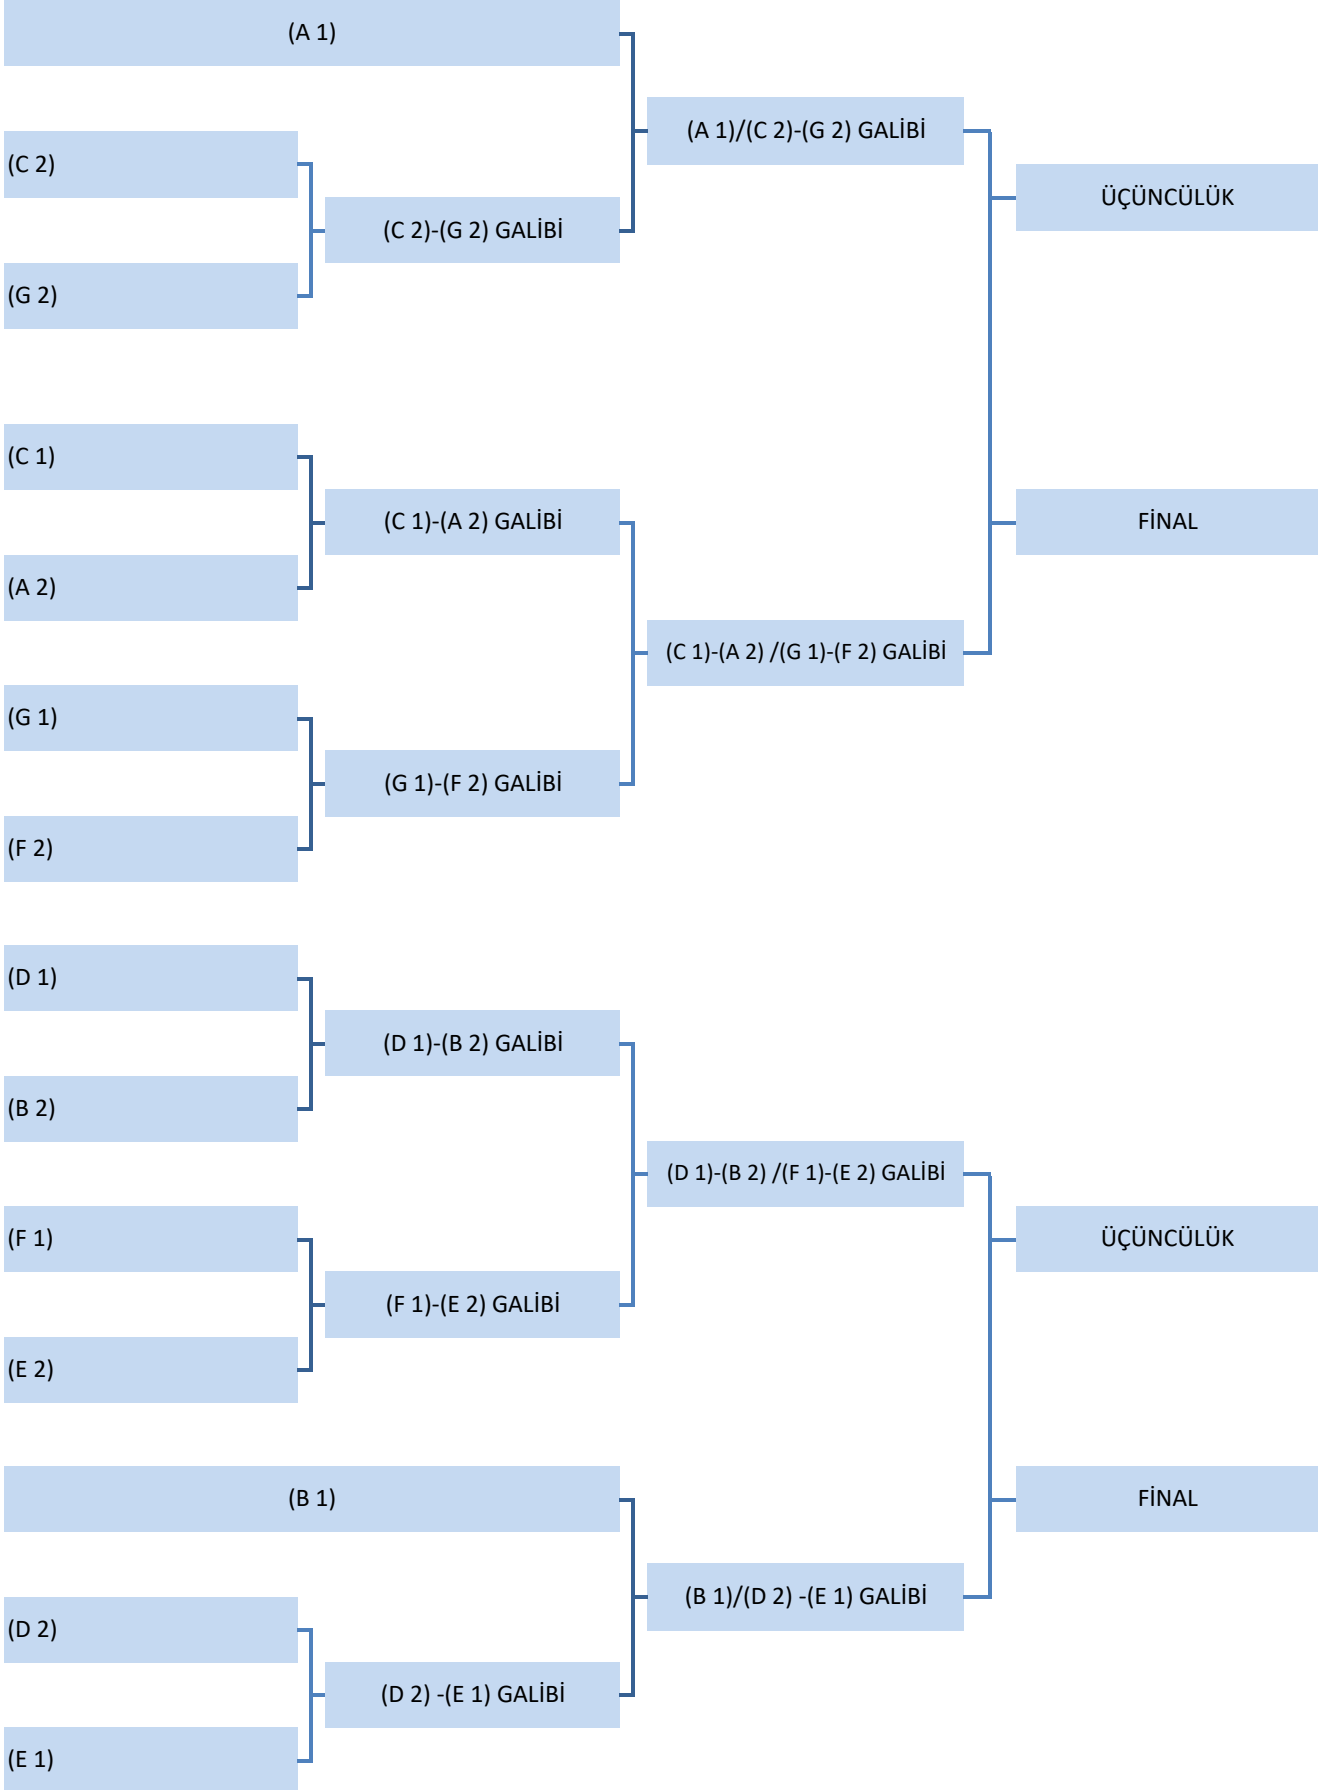 (A 1)
(A 1)/(C 2)-(G 2) GALİBİ
(C 2)
ÜÇÜNCÜLÜK
(C 2)-(G 2) GALİBİ
(G 2)
(C 1)
(C 1)-(A 2) GALİBİ
FİNAL
(A 2)
(C 1)-(A 2) /(G 1)-(F 2) GALİBİ
(G 1)
(G 1)-(F 2) GALİBİ
(F 2)
(D 1)
(D 1)-(B 2) GALİBİ
(B 2)
(D 1)-(B 2) /(F 1)-(E 2) GALİBİ
(F 1)
ÜÇÜNCÜLÜK
(F 1)-(E 2) GALİBİ
(E 2)
(B 1)
FİNAL
(B 1)/(D 2) -(E 1) GALİBİ
(D 2)
(D 2) -(E 1) GALİBİ
(E 1)